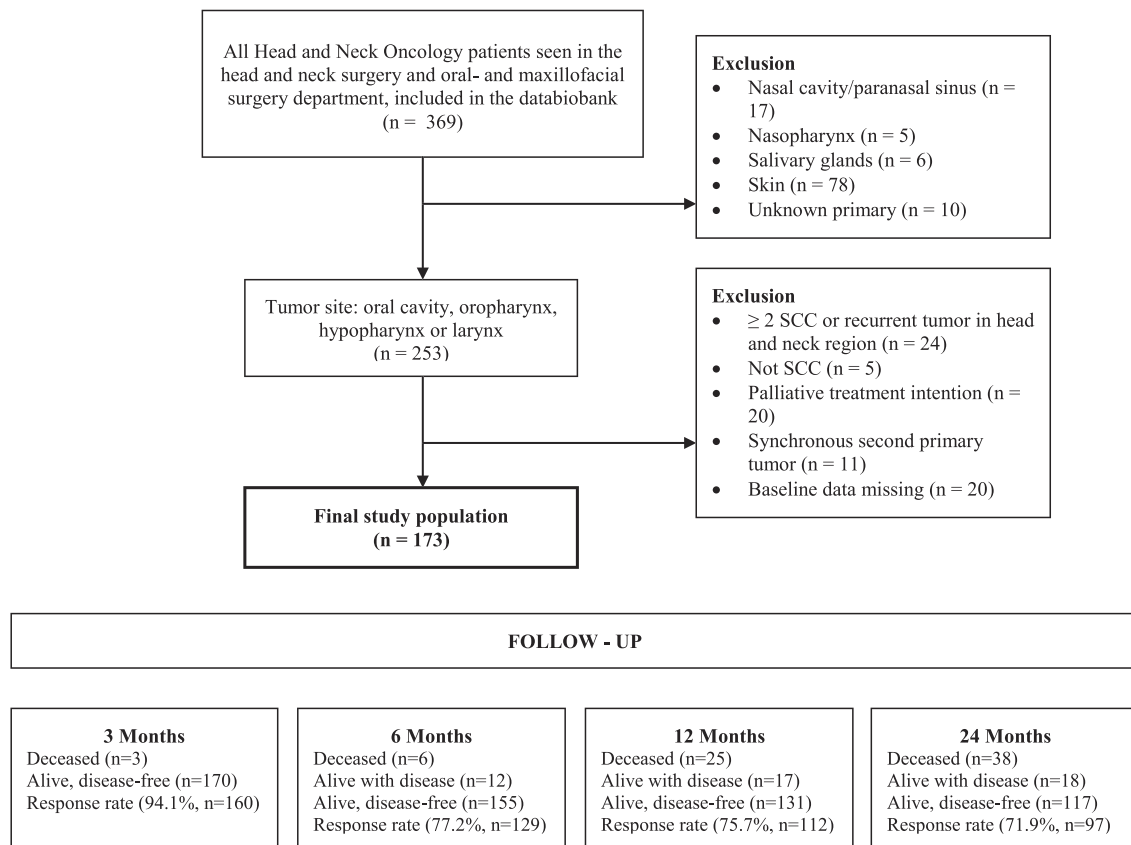 All Head and Neck Oncology patients seen in the
head and neck surgery and oral- and maxillofacial
surgery department, included in the databiobank
(n = 369)
Exclusion
• Nasal cavity/paranasal sinus (n =
17)
• Nasopharynx (n = 5)
• Salivary glands (n = 6)
• Skin (n = 78)
• Unknown primary (n = 10)
Tumor site: oral cavity, oropharynx,
hypopharynx or larynx
(n = 253)
Exclusion
• ≥ 2 SCC or recurrent tumor in head
and neck region (n = 24)
• Not SCC (n = 5)
• Palliative treatment intention (n =
20)
• Synchronous second primary
tumor (n = 11)
• Baseline data missing (n = 20)
Final study population
(n = 173)
FOLLOW - UP
3 Months
Deceased (n=3)
Alive, disease-free (n=170)
Response rate (94.1%, n=160)
6 Months
Deceased (n=6)
Alive with disease (n=12)
Alive, disease-free (n=155)
Response rate (77.2%, n=129)
12 Months
Deceased (n=25)
Alive with disease (n=17)
Alive, disease-free (n=131)
Response rate (75.7%, n=112)
24 Months
Deceased (n=38)
Alive with disease (n=18)
Alive, disease-free (n=117)
Response rate (71.9%, n=97)